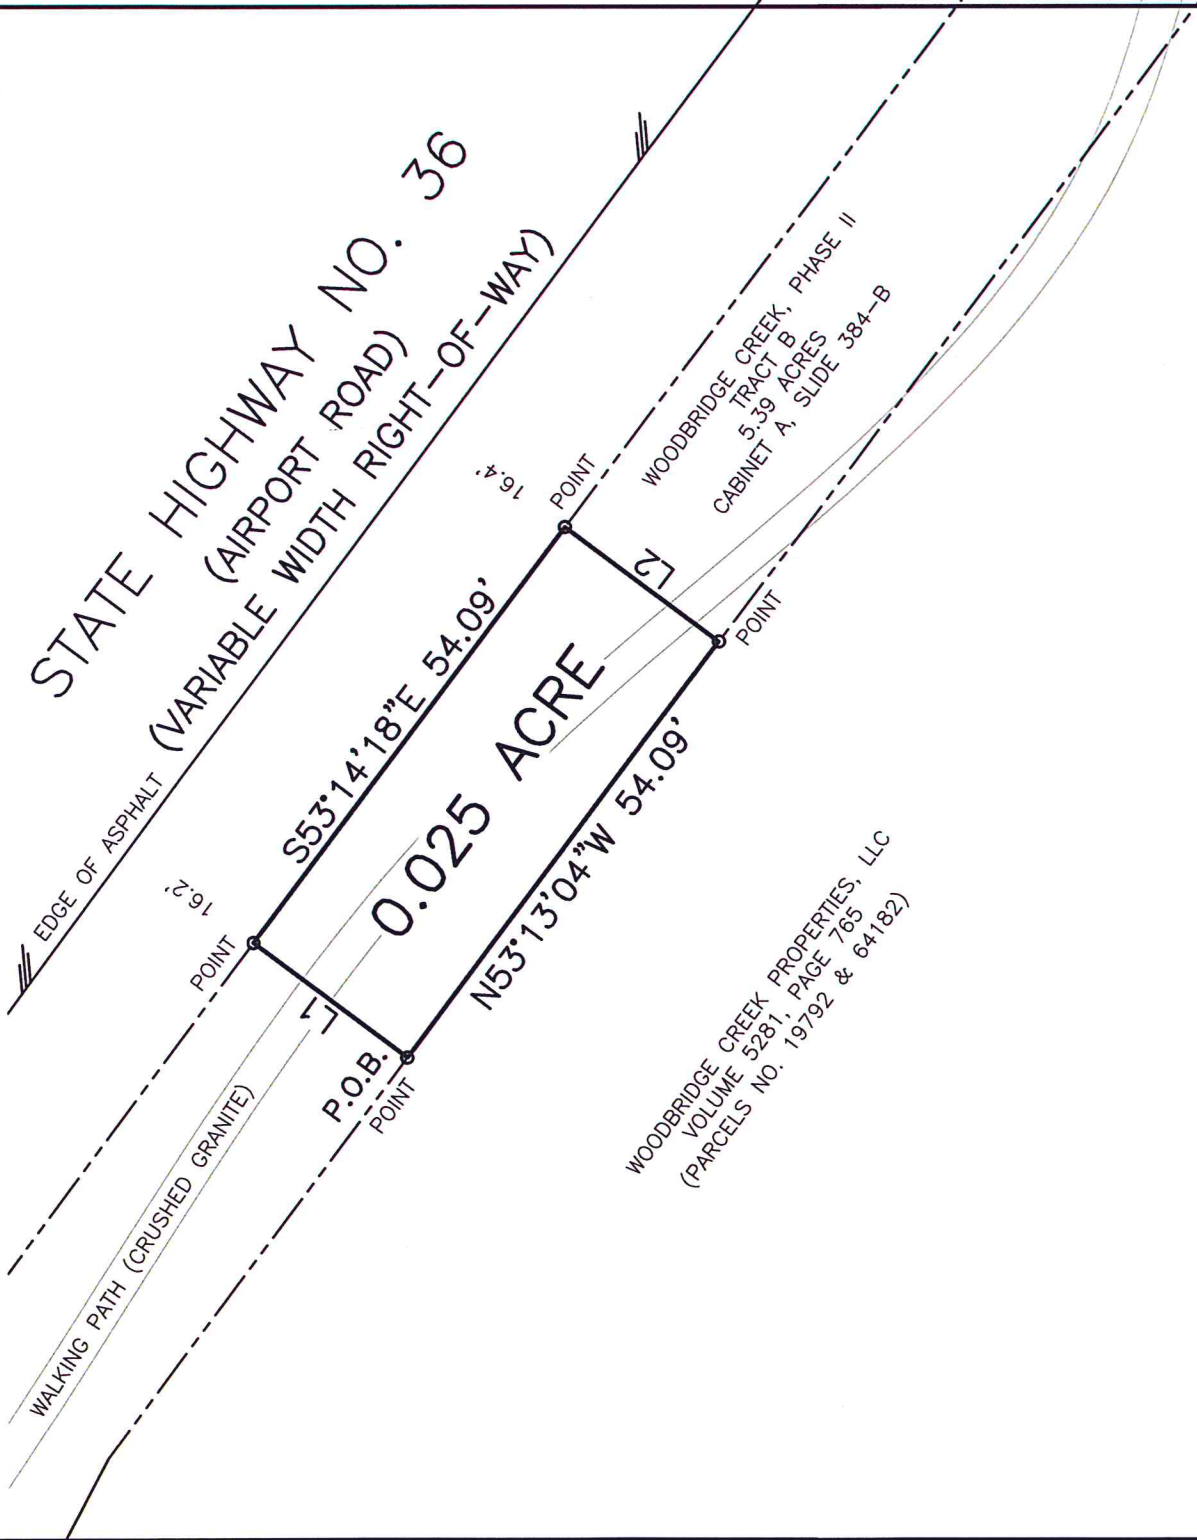 STATE HIGHWAY NO. 36
(AIRPORT ROAD)
(VARIABLE WIDTH RIGHT-OF-WAY)
EDGE OF ASPHALT
16.4'
POINT
WOODBRIDGE CREEK, PHASE II
TRACT B
5.39 ACRES
CABINET A, SLIDE 384-B
L2
POINT
S53°14'18"E 54.09'
0.025 ACRE
N53°13'04"W 54.09'
16.2'
POINT
L1
P.O.B.
POINT
WALKING PATH (CRUSHED GRANITE)
WOODBRIDGE CREEK PROPERTIES, LLC
VOLUME 5281, PAGE 765
(PARCELS NO. 19792 & 64182)